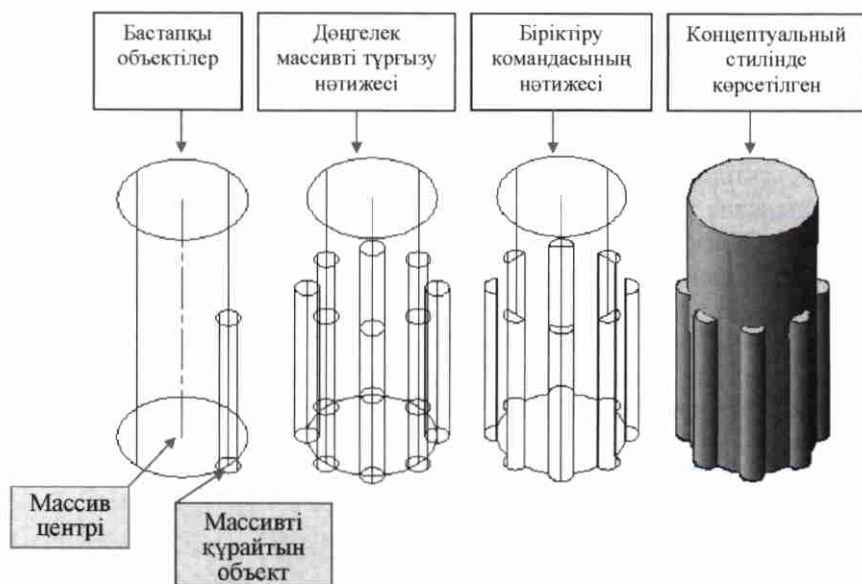 Бастапқы
объектілер
Дөңгелек
массивті тұрғызу
нәтижесі
Біріктіру
командасының
нәтижесі
Концептуальный
стилінде
көрсетілген
Массив
центрі
Массивті
құрайтын
объект